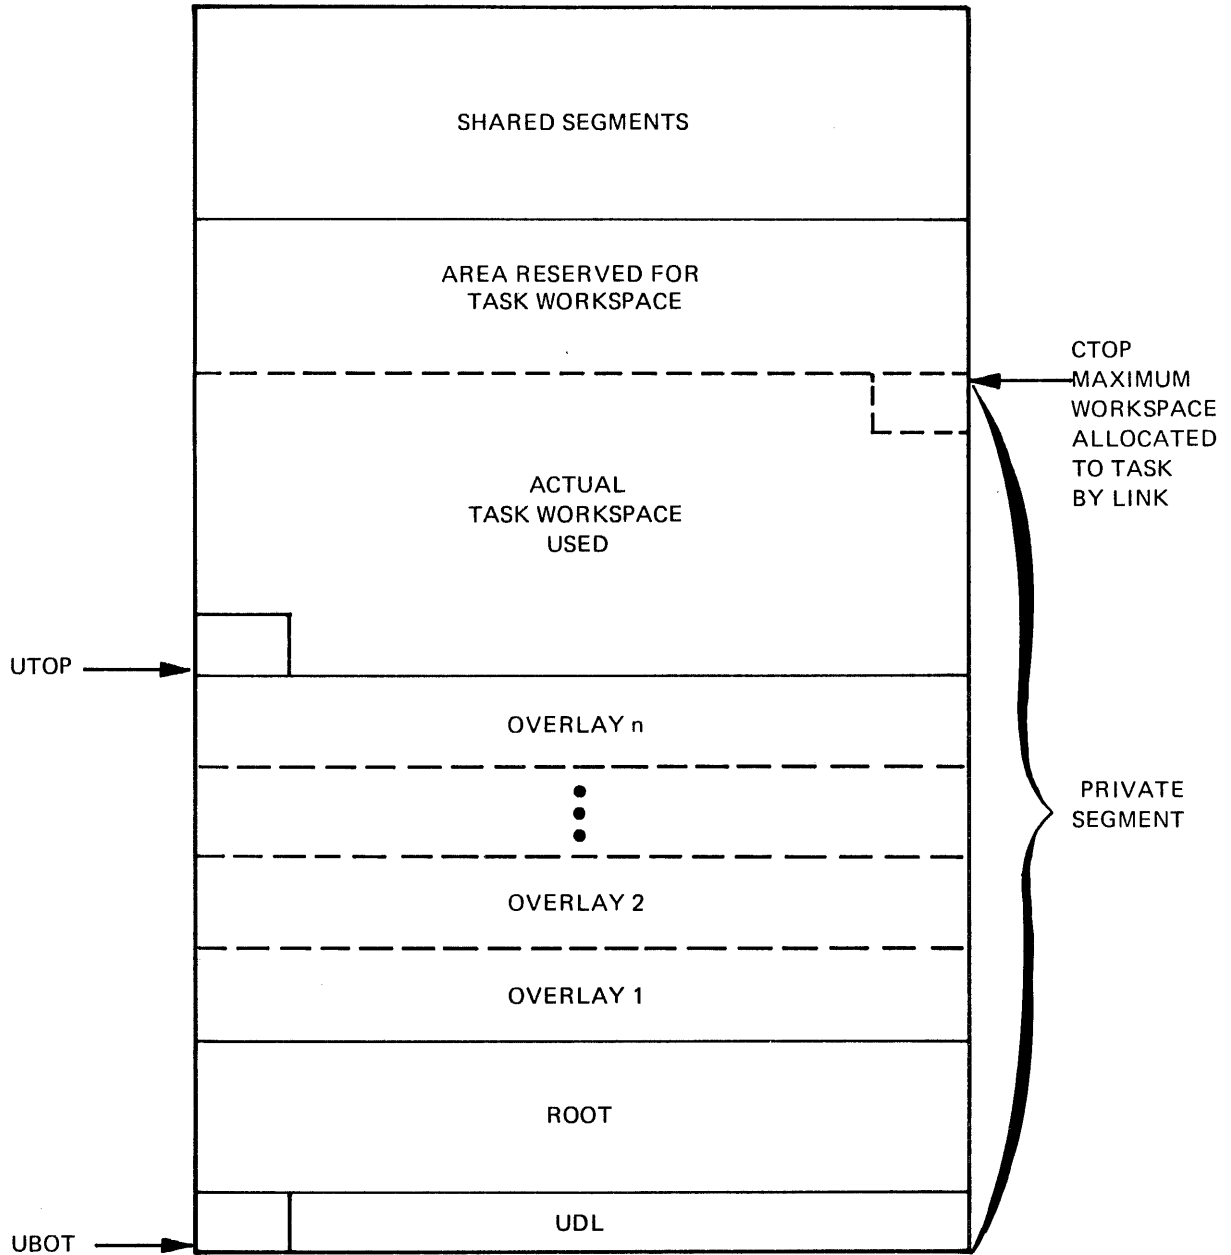 SHARED SEGMENTS
AREA RESERVED FOR
TASK WORKSPACE
CTOP
MAXIMUM
WORKSPACE
ALLOCATED
TO TASK
BY LINK
ACTUAL
TASK WORKSPACE
USED
UTOP
OVERLAY n
PRIVATE
SEGMENT
OVERLAY 2
OVERLAY 1
ROOT
UDL
UBOT